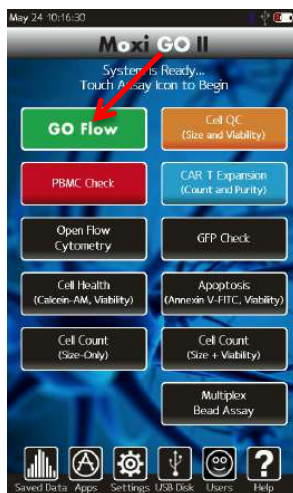 May 24 10:16:30
Moxi GO II
System is Ready...
Touch Assay Icon to Begin
GO Flow
Cell QC
(Size and Viability)
PBMC Check
CAR T Expansion
(Count and Purity)
Open Flow
Cytometry
GFP Check
Cell Health
(Calcein-AM, Viability)
Apoptosis
(Annexin V-FITC, Viability)
Cell Count
(Size-Only)
Cell Count
(Size + Viability)
Multiplex
Bead Assay
Saved Data Apps Settings USB Disk Users Help